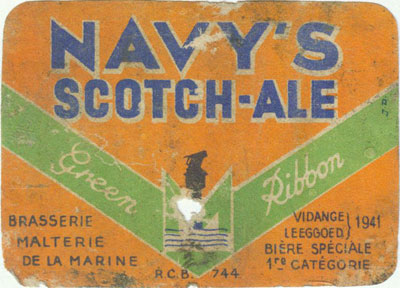 NAVY'S
SCOTCH-ALE
Green Ribbon
BRASSERIE
MALTERIE
DE LA MARINE
R.C.B. 744
VIDANGE
LEEGGOED } 1941
BIÈRE SPÉCIALE
1RE CATÉGORIE